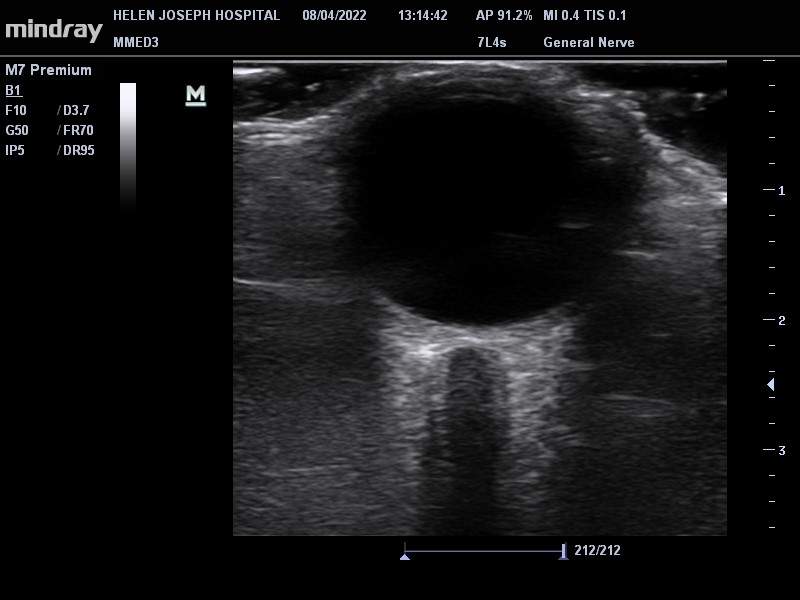 mindray
HELEN JOSEPH HOSPITAL 08/04/2022 13:14:42 AP 91.2% MI 0.4 TIS 0.1
MMED3 7L4s General Nerve
M7 Premium
B1
F10 / D3.7
G50 / FR70
IP5 / DR95
M
1
2
3
212/212